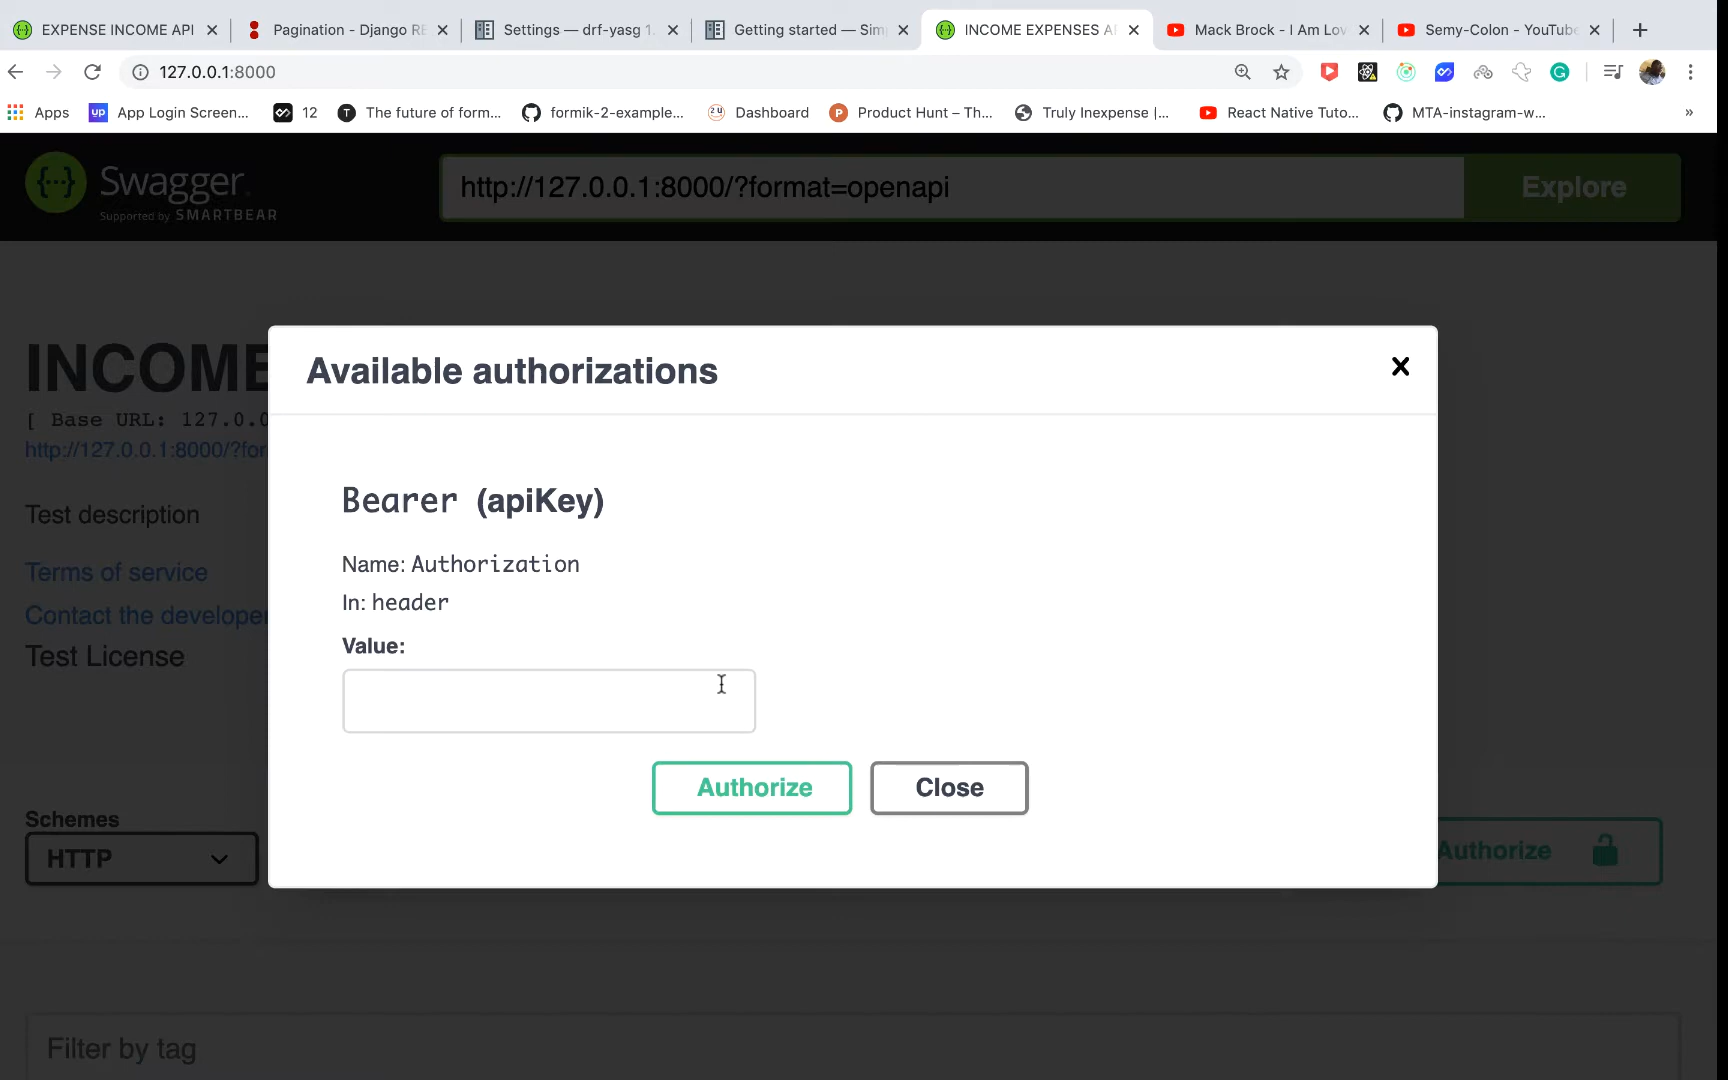 EXPENSE INCOME API
Pagination - Django RE
Settings — drf-yasg 1.
Getting started — Sim
INCOME EXPENSES A
Mack Brock - I Am Lov
Semy-Colon - YouTube
127.0.0.1:8000
Apps
UP App Login Screen...
12
T The future of form...
formik-2-example...
Dashboard
P Product Hunt – Th...
Truly Inexpense |...
React Native Tuto...
MTA-instagram-w...
»
{··} Swagger.
Supported by SMARTBEAR
http://127.0.0.1:8000/?format=openapi
Explore
INCOME
[ Base URL: 127.0.0
http://127.0.0.1:8000/?for
Test description
Terms of service
Contact the developer
Test License
Available authorizations
Bearer (apiKey)
Name: Authorization
In: header
Value:
Authorize
Close
Schemes
HTTP
Authorize
Filter by tag